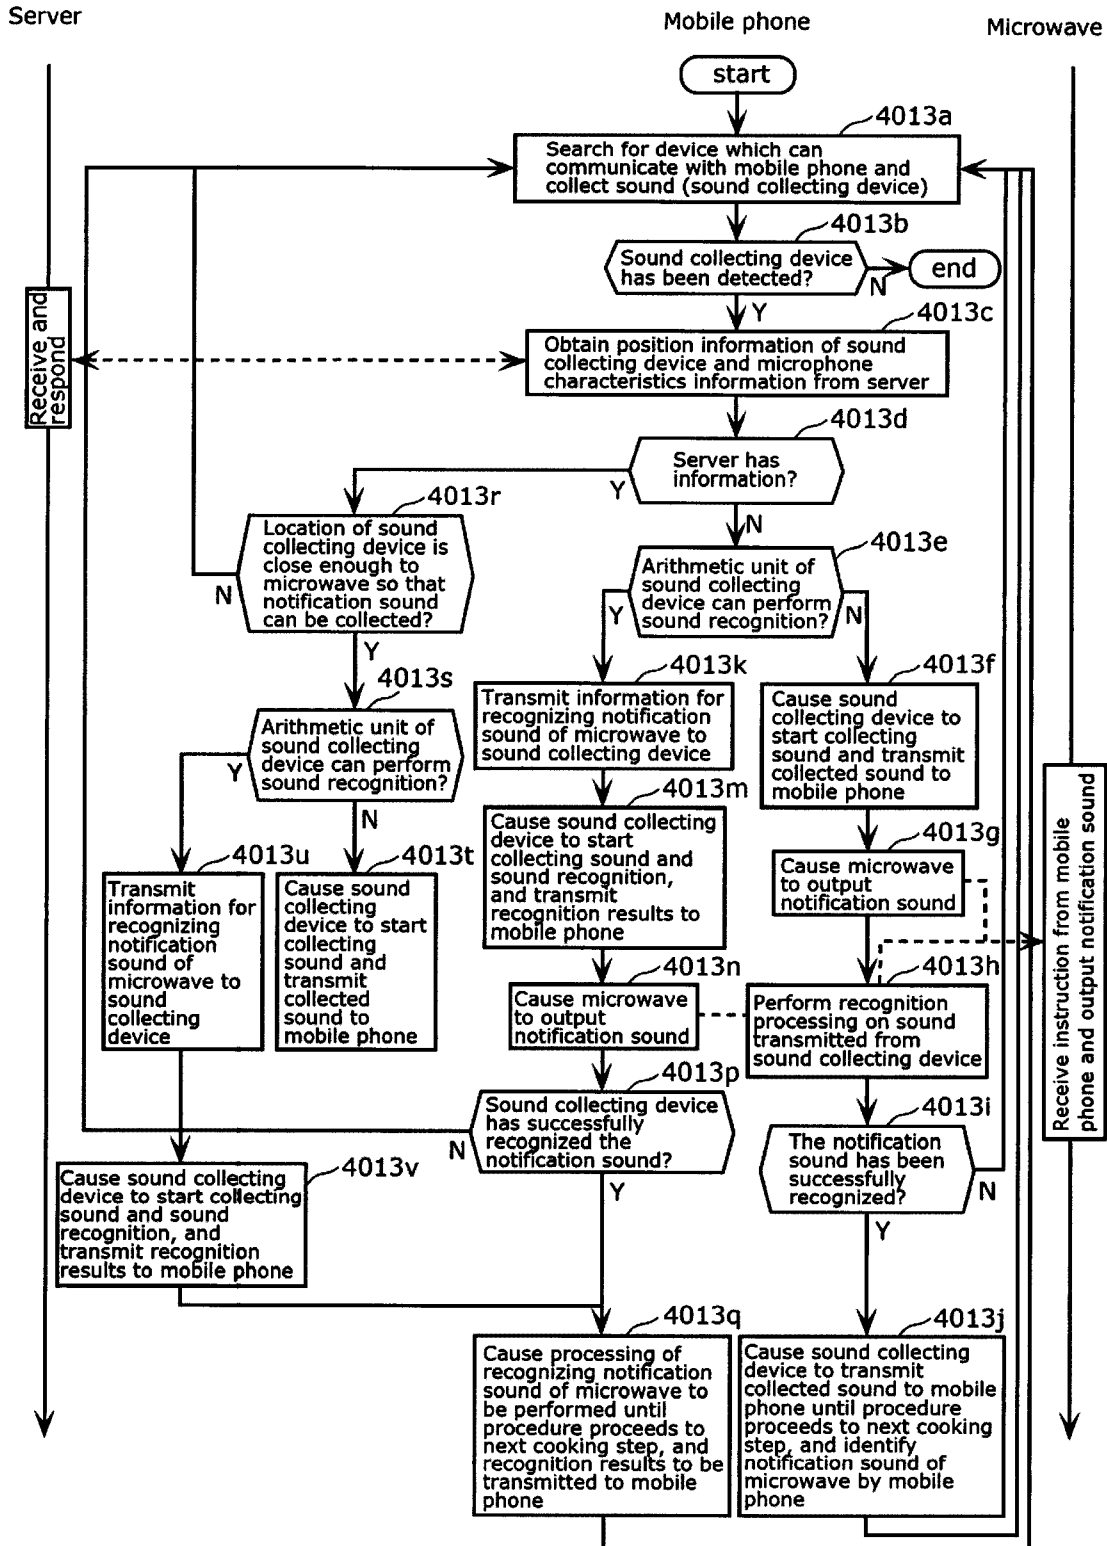 Server
Mobile phone
Microwave
start
4013a
Search for device which can
communicate with mobile phone and
collect sound (sound collecting device)
4013b
Sound collecting device
has been detected?
N
end
Y
4013c
Obtain position information of sound
collecting device and microphone
characteristics information from server
Receive and
respond
4013d
Server has
information?
Y
N
4013r
Location of sound
collecting device is
close enough to
microwave so that
notification sound
can be collected?
N
Y
4013e
Arithmetic unit of
sound collecting
device can perform
sound recognition?
Y
N
4013s
Arithmetic unit of
sound collecting
device can perform
sound recognition?
Y
N
4013k
Transmit information for
recognizing notification
sound of microwave to
sound collecting device
4013f
Cause sound
collecting device to
start collecting
sound and transmit
collected sound to
mobile phone
4013m
Cause sound collecting
device to start
collecting sound and
sound recognition,
and transmit
recognition results to
mobile phone
4013g
Cause microwave
to output
notification sound
4013u
Transmit
information for
recognizing
notification
sound of
microwave to
sound
collecting
device
4013t
Cause sound
collecting
device to start
collecting
sound and
transmit
collected
sound to
mobile phone
4013n
Cause microwave
to output
notification sound
4013h
Perform recognition
processing on sound
transmitted from
sound collecting device
Receive instruction from mobile
phone and output notification sound
4013p
Sound collecting device
has successfully
recognized the
notification sound?
N
Y
4013i
The notification
sound has been
successfully
recognized?
N
Y
4013v
Cause sound collecting
device to start collecting
sound and sound
recognition, and
transmit recognition
results to mobile phone
4013q
Cause processing of
recognizing notification
sound of microwave to
be performed until
procedure proceeds to
next cooking step, and
recognition results to be
transmitted to mobile
phone
4013j
Cause sound collecting
device to transmit
collected sound to mobile
phone until procedure
proceeds to next cooking
step, and identify
notification sound of
microwave by mobile
phone